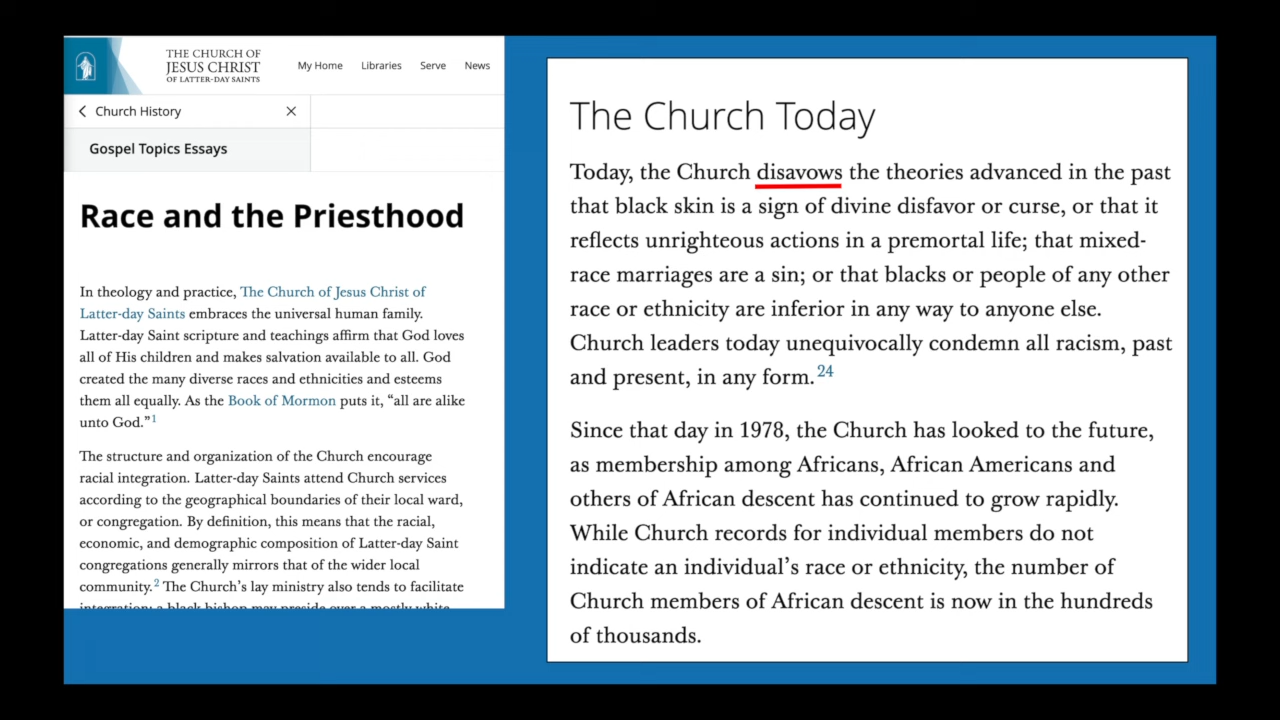 THE CHURCH OF
JESUS CHRIST
OF LATTER-DAY SAINTS
My Home Libraries Serve News
Church History
Gospel Topics Essays
Race and the Priesthood
In theology and practice, The Church of Jesus Christ of
Latter-day Saints embraces the universal human family.
Latter-day Saint scripture and teachings affirm that God loves
all of His children and makes salvation available to all. God
created the many diverse races and ethnicities and esteems
them all equally. As the Book of Mormon puts it, “all are alike
unto God.”1
The structure and organization of the Church encourage
racial integration. Latter-day Saints attend Church services
according to the geographical boundaries of their local ward,
or congregation. By definition, this means that the racial,
economic, and demographic composition of Latter-day Saint
congregations generally mirrors that of the wider local
community.2 The Church’s lay ministry also tends to facilitate
integration: a black bishop may preside over a mostly white
The Church Today
Today, the Church disavows the theories advanced in the past
that black skin is a sign of divine disfavor or curse, or that it
reflects unrighteous actions in a premortal life; that mixed-
race marriages are a sin; or that blacks or people of any other
race or ethnicity are inferior in any way to anyone else.
Church leaders today unequivocally condemn all racism, past
and present, in any form.24
Since that day in 1978, the Church has looked to the future,
as membership among Africans, African Americans and
others of African descent has continued to grow rapidly.
While Church records for individual members do not
indicate an individual’s race or ethnicity, the number of
Church members of African descent is now in the hundreds
of thousands.